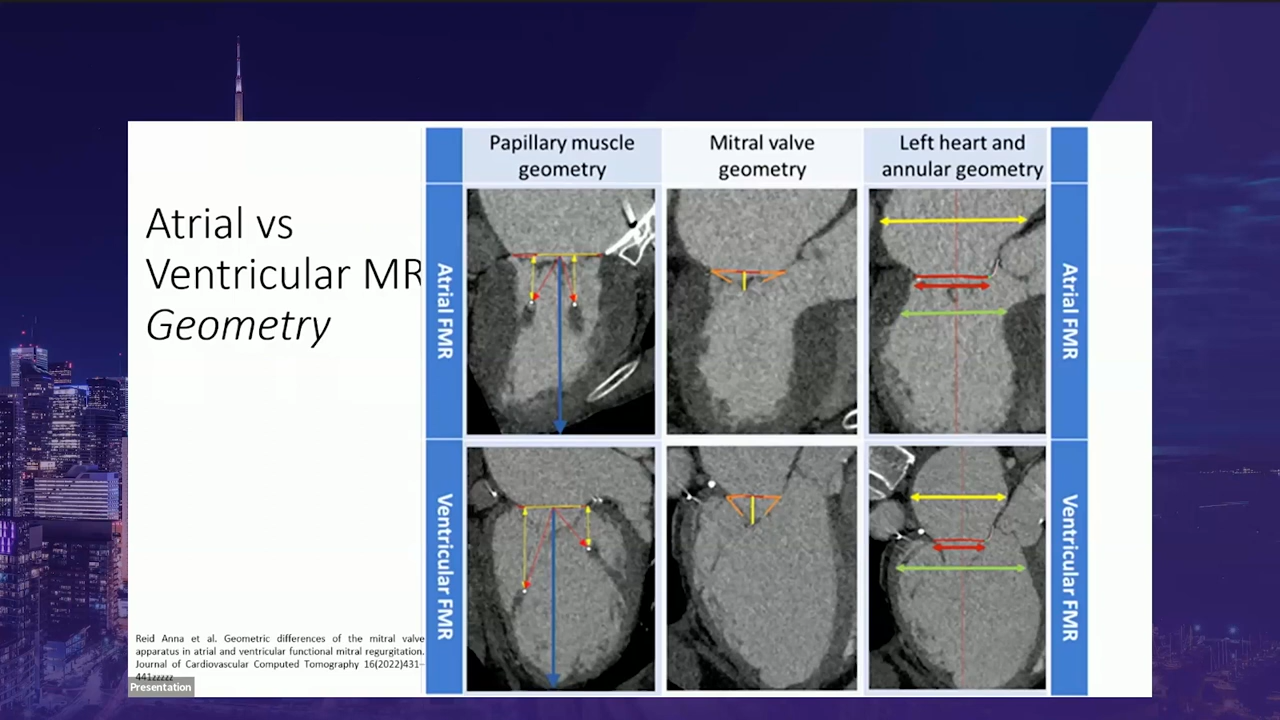 Atrial vs
Ventricular MR
Geometry
Papillary muscle
geometry
Mitral valve
geometry
Left heart and
annular geometry
Atrial FMR
Atrial FMR
Ventricular FMR
Ventricular FMR
Reid Anna et al. Geometric differences of the mitral valve
apparatus in atrial and ventricular functional mitral regurgitation.
Journal of Cardiovascular Computed Tomography 16(2022)431–
441zzzzz
Presentation